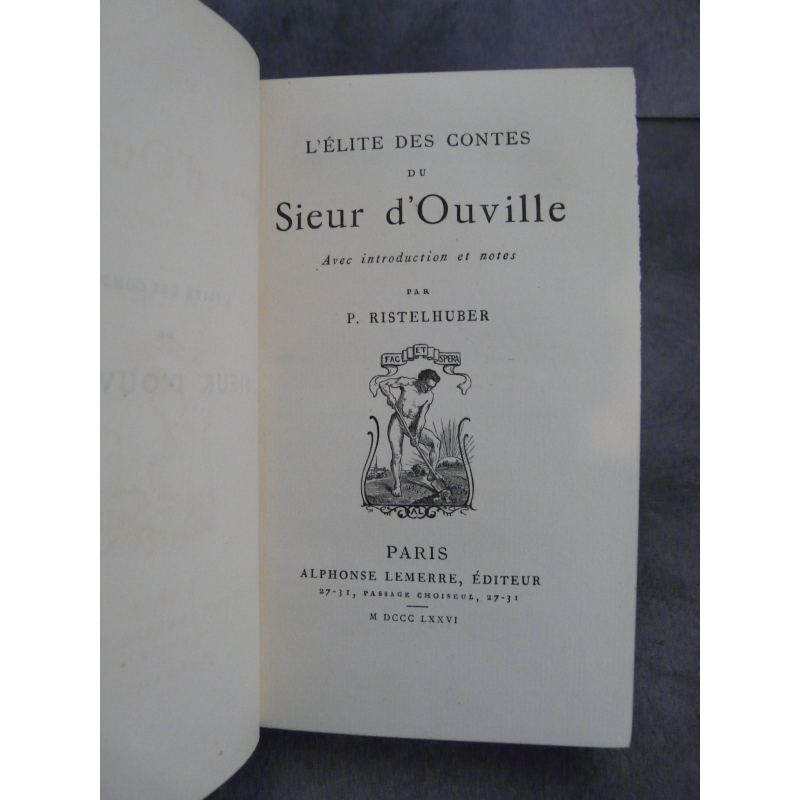 L'ÉLITE DES CONTES
DU
Sieur d'Ouville
Avec introduction et notes
PAR
P. RISTELHUBER
FAC ET SPERA
AL
PARIS
ALPHONSE LEMERRE, ÉDITEUR
27-31, PASSAGE CHOISEUL, 27-31
M DCCC LXXVI